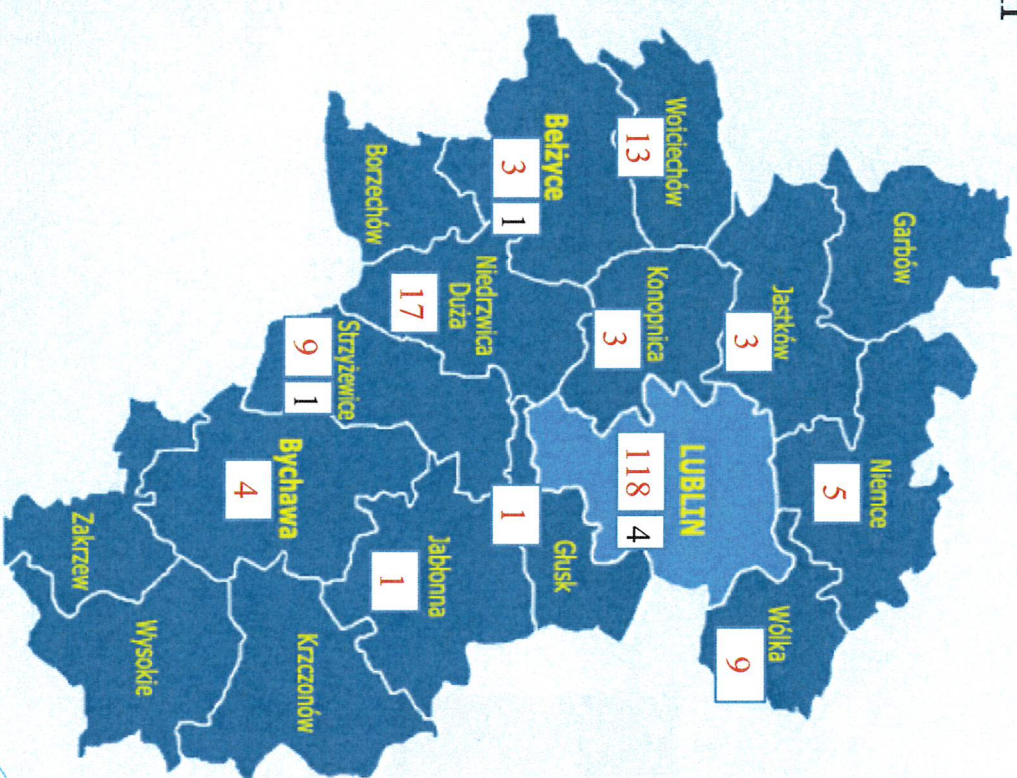 Garbów
Niemce
5
Jastków
3
Wólka
9
LUBLIN
118 4
Wojciechów
13
Konopnica
3
Głusk
1
Bełżyce
3 1
Niedrzwica
Duża
17
Jabłonna
1
Borzechów
Strzyżewice
9 1
Krzczonów
Bychawa
4
Wysokie
Zakrzew